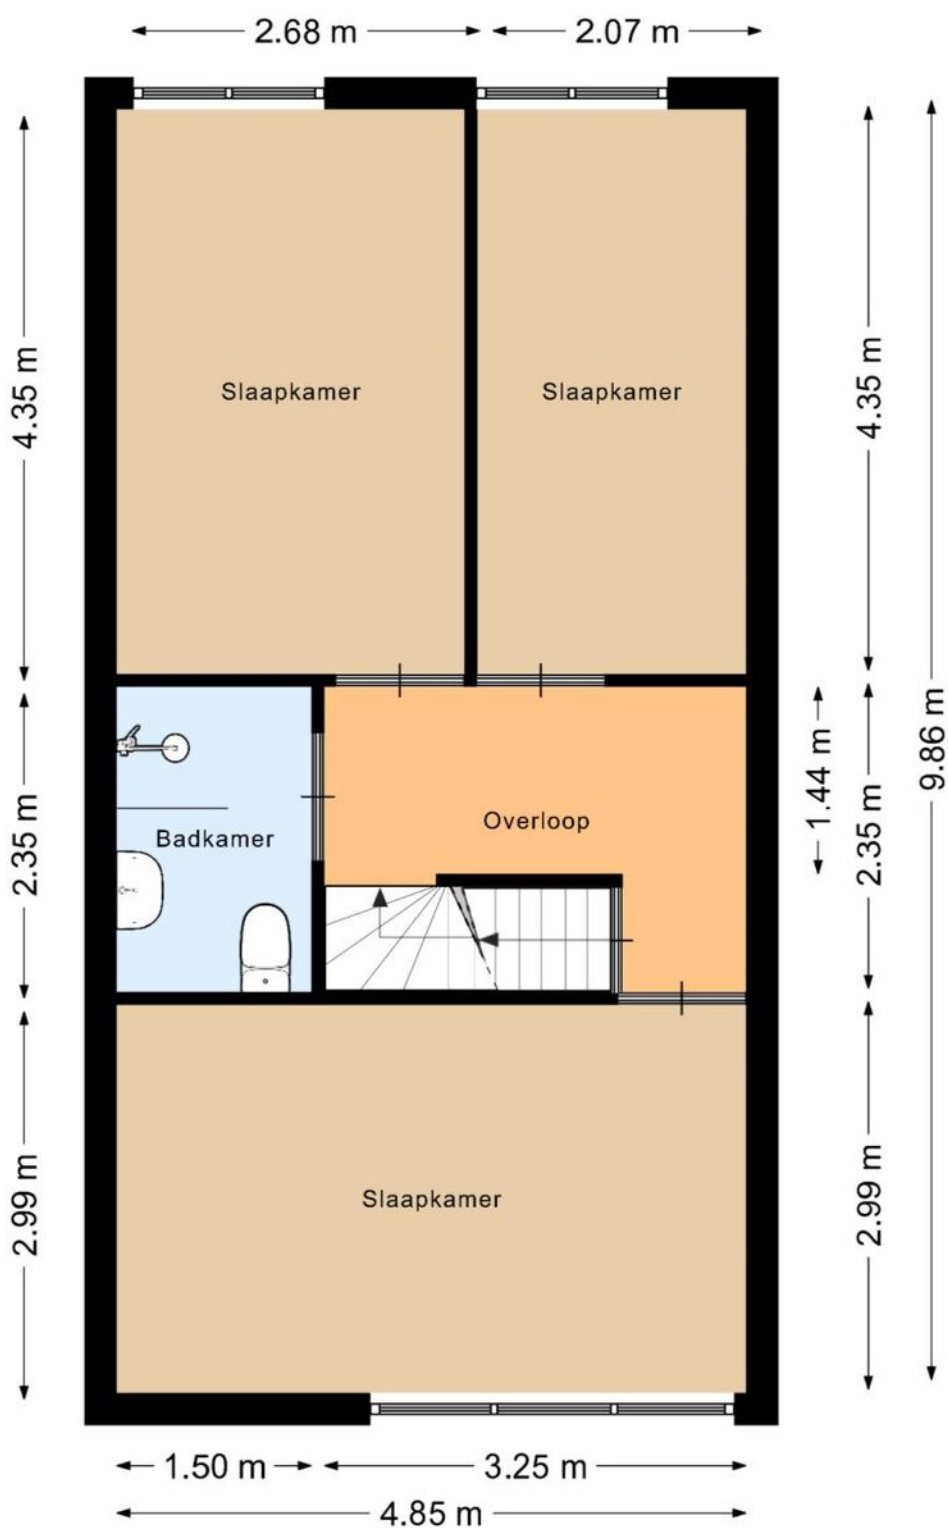 2.68 m
2.07 m
4.35 m
Slaapkamer
Slaapkamer
4.35 m
9.86 m
1.44 m
2.35 m
Badkamer
Overloop
2.35 m
2.99 m
Slaapkamer
2.99 m
1.50 m
3.25 m
4.85 m